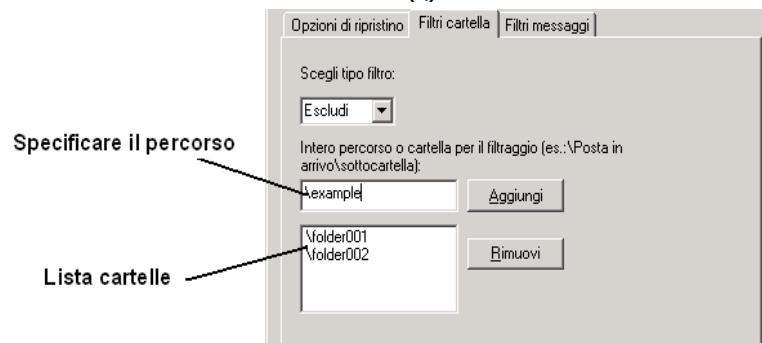 Opzioni di ripristino Filtri cartella Filtri messaggi
Scegli tipo filtro:
Escludi
Specificare il percorso
Intero percorso o cartella per il filtraggio (es.:\Posta in
arrivo\sottocartella):
\example
Aggiungi
\folder001
\folder002
Rimuovi
Lista cartelle